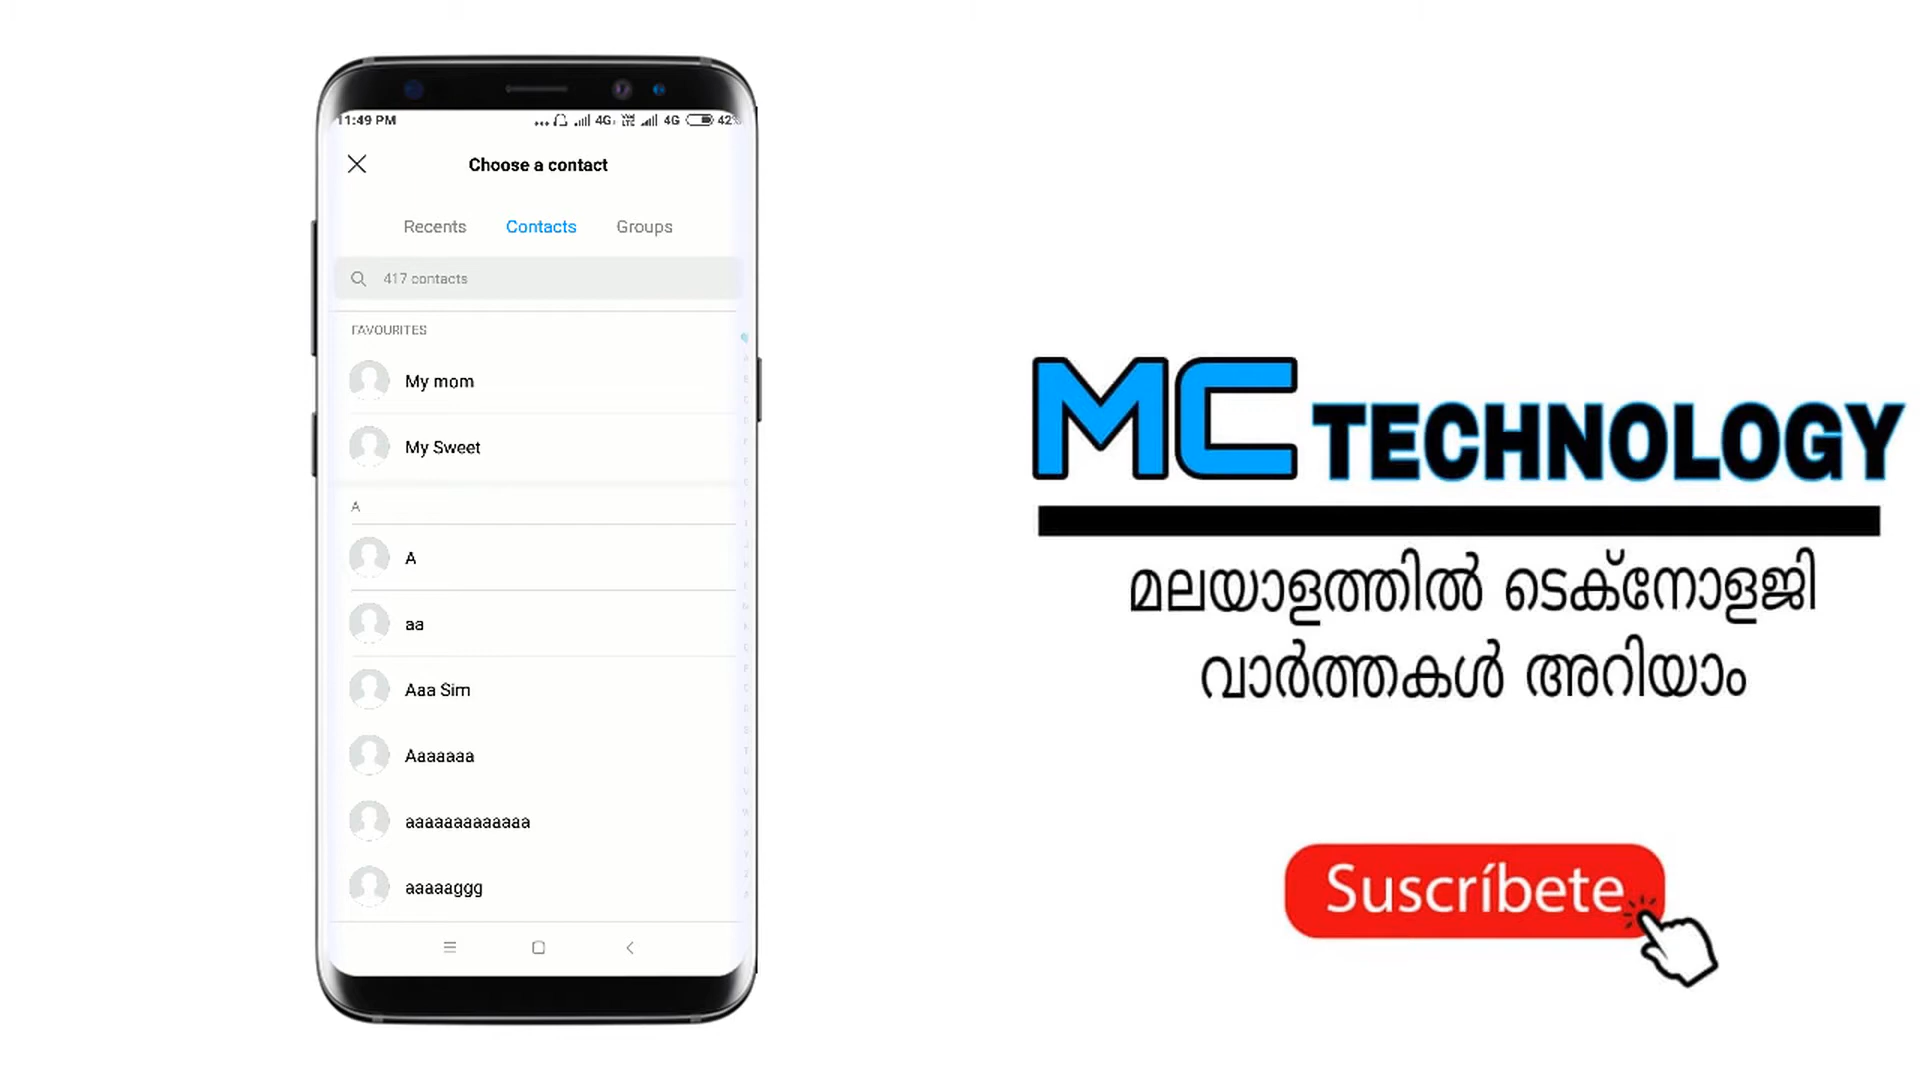 11:49 PM
4G
4G 42%
Choose a contact
Recents
Contacts
Groups
417 contacts
FAVOURITES
My mom
My Sweet
A
A
aa
Aaa Sim
Aaaaaaa
aaaaaaaaaaaaa
aaaaaggg
MC TECHNOLOGY
മലയാളത്തിൽ ടെക്നോളജി
വാർത്തകൾ അറിയാം
Suscríbete